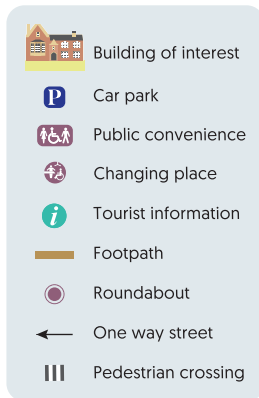 Building of interest
P Car park
Public convenience
Changing place
i Tourist information
Footpath
Roundabout
One way street
Pedestrian crossing